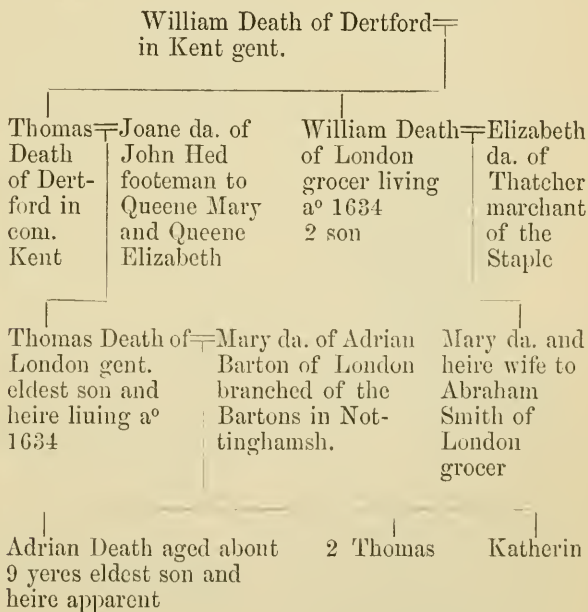 William Death of Dertford
in Kent gent.
Thomas
Death
of Dert-
ford in
com.
Kent
Joane da. of
John Hed
footeman to
Queene Mary
and Queene
Elizabeth
William Death
of London
grocer living
aº 1634
2 son
Elizabeth
da. of
Thatcher
marchant
of the
Staple
Thomas Death of
London gent.
eldest son and
heire liuing aº
1634
Mary da. of Adrian
Barton of London
branched of the
Bartons in Not-
tinghamsh.
Mary da. and
heire wife to
Abraham
Smith of
London
grocer
Adrian Death aged about
9 yeres eldest son and
heire apparent
2 Thomas
Katherin